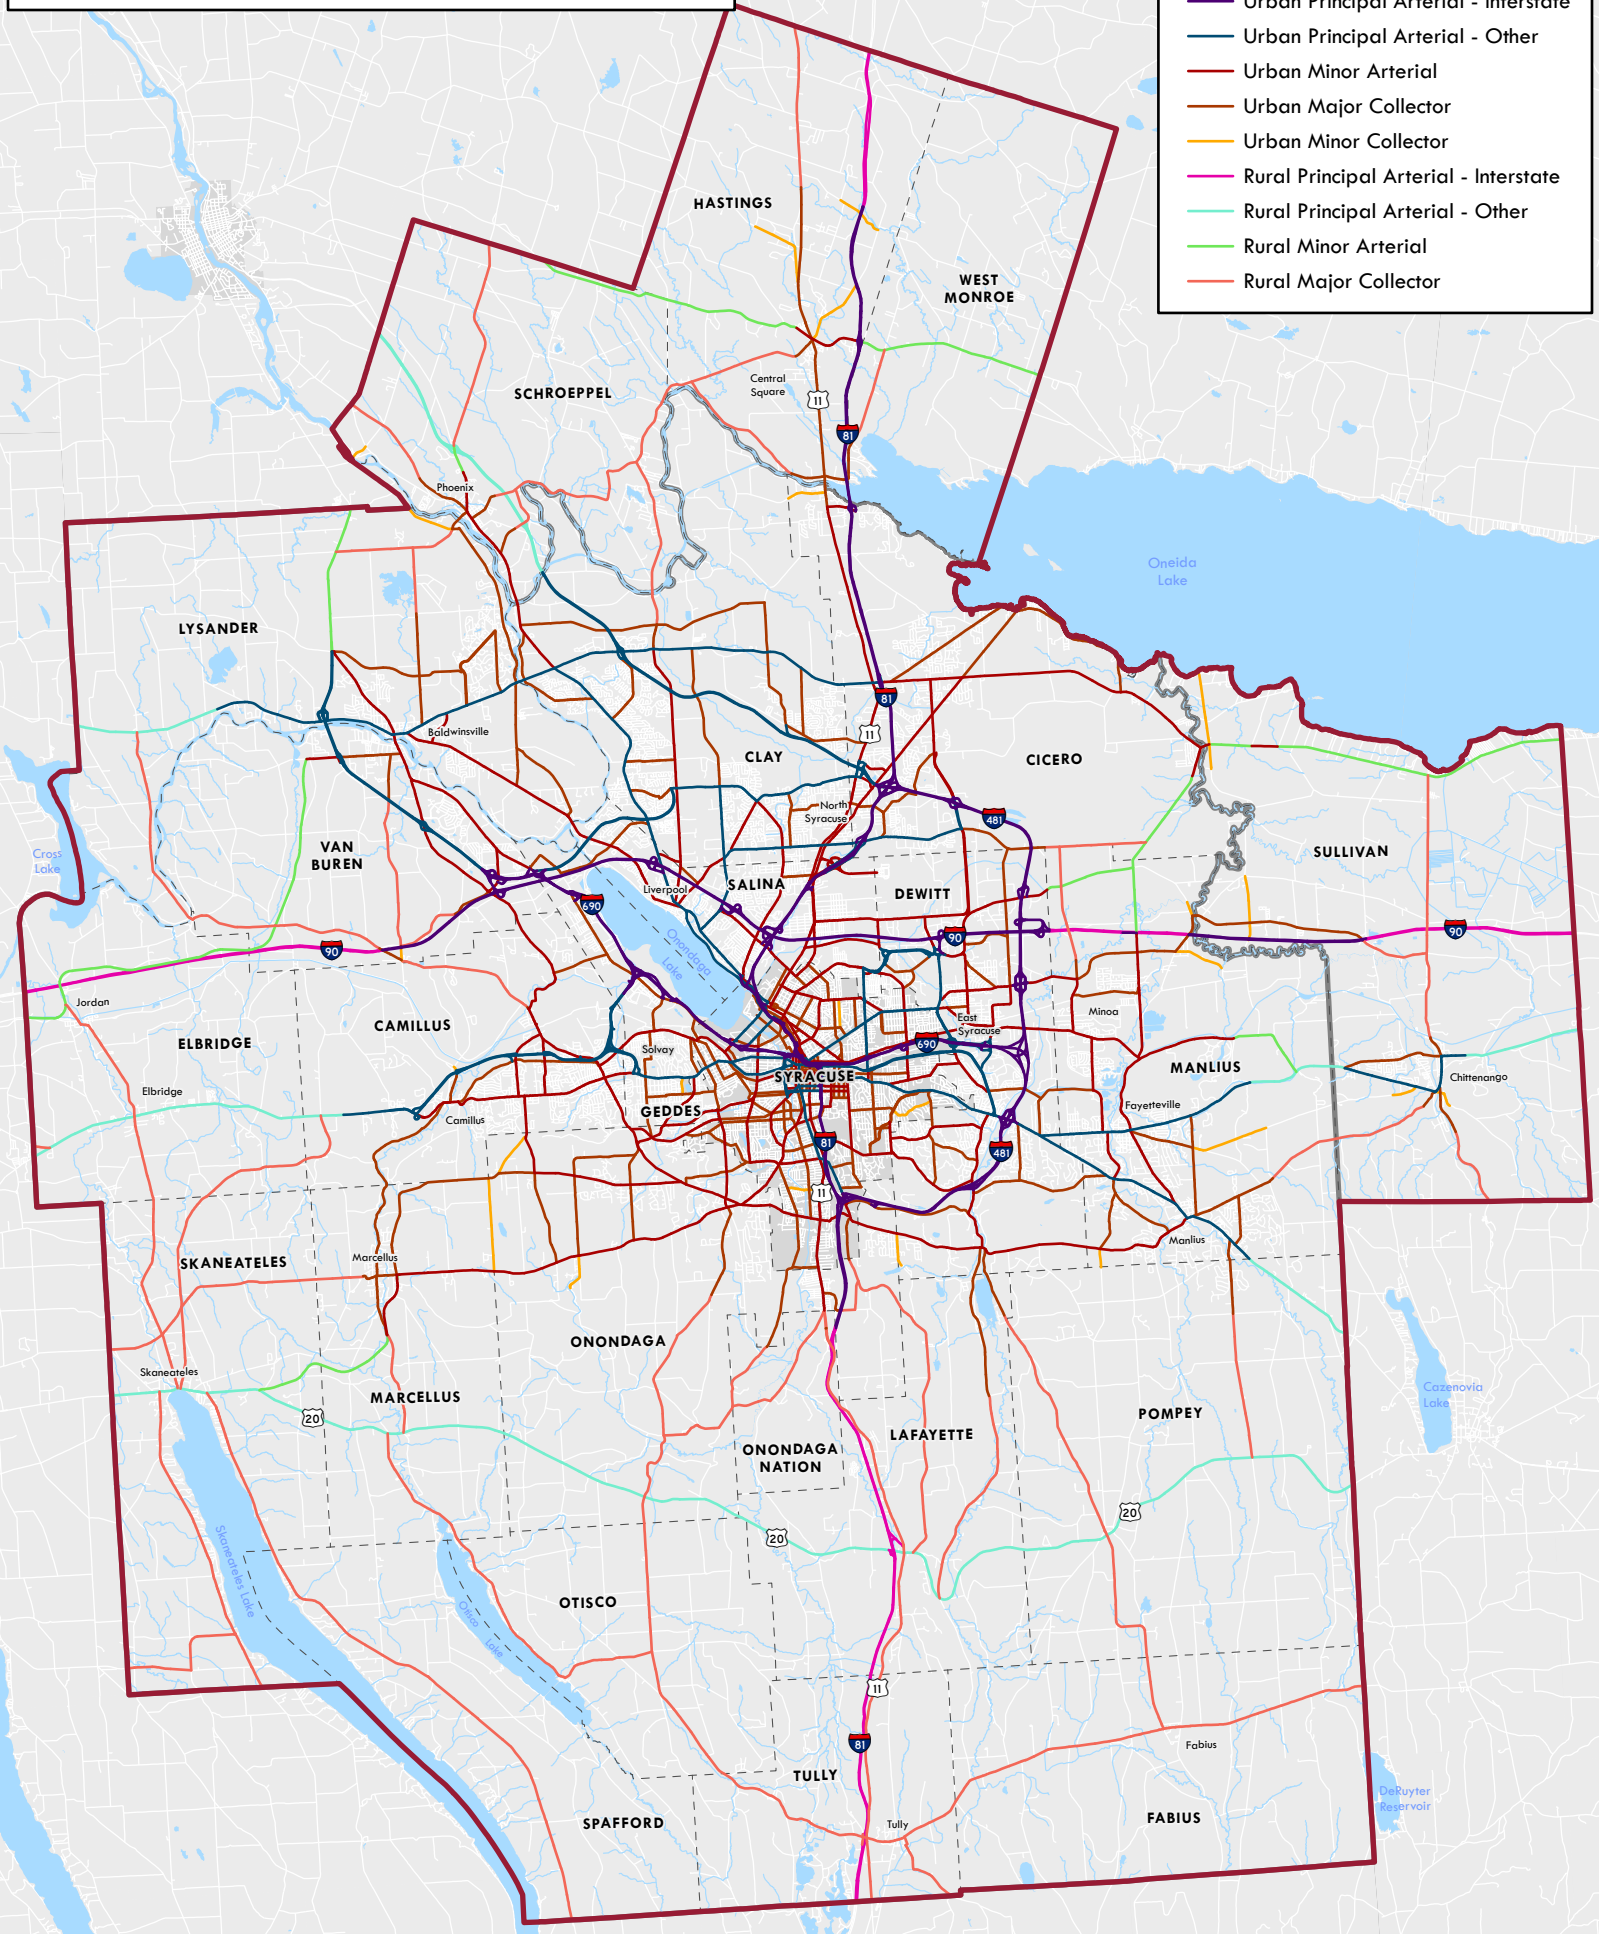 Urban Principal Arterial - Interstate
Urban Principal Arterial - Other
Urban Minor Arterial
Urban Major Collector
Urban Minor Collector
Rural Principal Arterial - Interstate
Rural Principal Arterial - Other
Rural Minor Arterial
Rural Major Collector
HASTINGS
WEST
MONROE
SCHROEPPEL
Central
Square
11
81
Phoenix
Oneida
Lake
LYSANDER
81
11
Baldwinsville
CLAY
CICERO
North
Syracuse
481
VAN
BUREN
Cross
Lake
SULLIVAN
Liverpool
SALINA
DEWITT
690
90
90
90
Onondaga
Lake
Jordan
CAMILLUS
ELBRIDGE
East
Syracuse
Minoa
690
Solvay
SYRACUSE
MANLIUS
Chittenango
Elbridge
Camillus
GEDDES
Fayetteville
81
481
11
Manlius
SKANEATELES
Marcellus
ONONDAGA
Skaneateles
MARCELLUS
20
Cazenovia
Lake
POMPEY
LAFAYETTE
ONONDAGA
NATION
20
20
Skaneateles Lake
OTISCO
Otisco Lake
11
81
Fabius
TULLY
DeRuyter
Reservoir
SPAFFORD
Tully
FABIUS